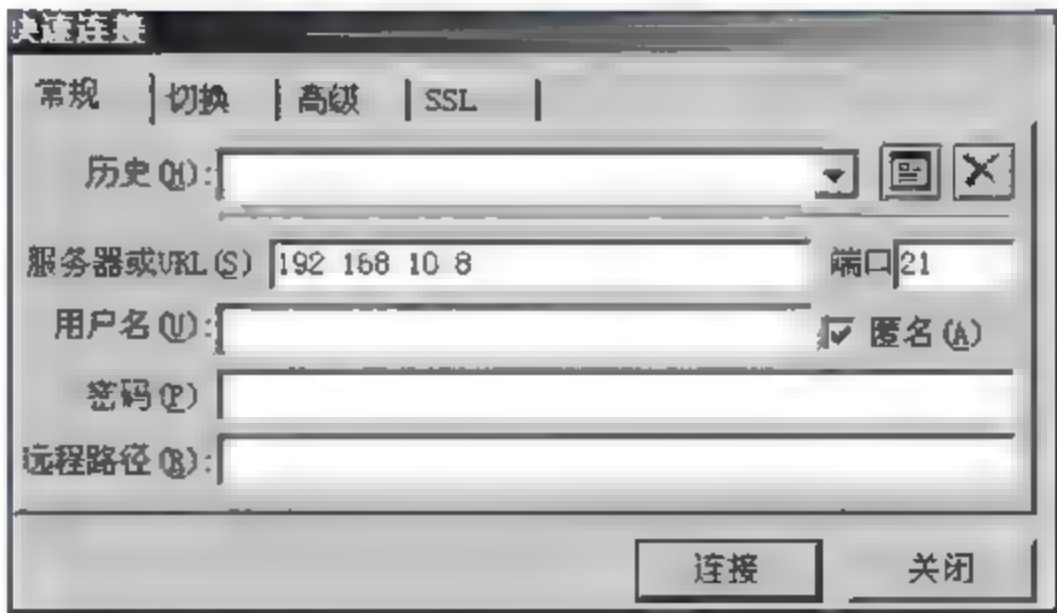 快速连接
常规 切换 高级 SSL
历史(H):
服务器或URL(S) 192 168 10 8 端口 21
用户名(U): 匿名(A)
密码(P)
远程路径(R):
连接 关闭